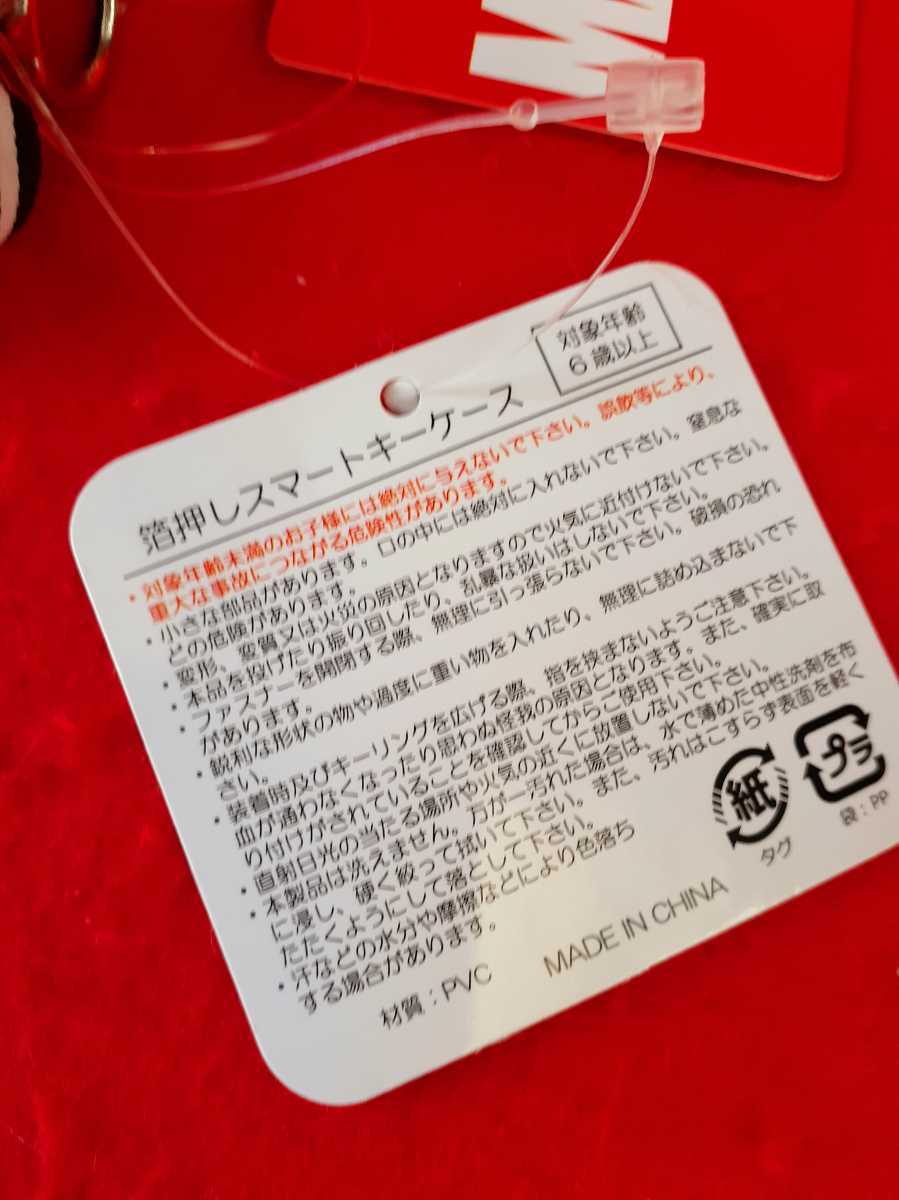 対象年齢
6歳以上
箔押しスマートキーケース
・対象年齢未満のお子様には絶対に与えないで下さい。誤飲等により、
重大な事故につながる危険性があります。
・小さな部品があります。口の中には絶対に入れないで下さい。窒息な
どの危険があります。
・変形、変質又は火災の原因となりますので火気に近付けないで下さい。
・本品を投げたり振り回したり、乱暴な扱いはしないで下さい。
・ファスナーを開閉する際、無理に引っ張らないで下さい。破損の恐れ
があります。
・鋭利な形状の物や過度に重い物を入れたり、無理に詰め込まないで下
さい。
・装着時及びキーリングを広げる際、指を挟まないようご注意下さい。
血が通わなくなったり思わぬ怪我の原因となります。また、確実に取
り付けがされていることを確認してからご使用下さい。
・直射日光の当たる場所や火気の近くに放置しないで下さい。
・本製品は洗えません。万が一汚れた場合は、水で薄めた中性洗剤を布
に浸し、硬く絞って拭いて下さい。また、汚れはこすらず表面を軽く
たたくようにして落として下さい。
・汗などの水分や摩擦などにより色落ち
する場合があります。
材質：PVC
MADE IN CHINA
紙
タグ
プラ
袋：PP